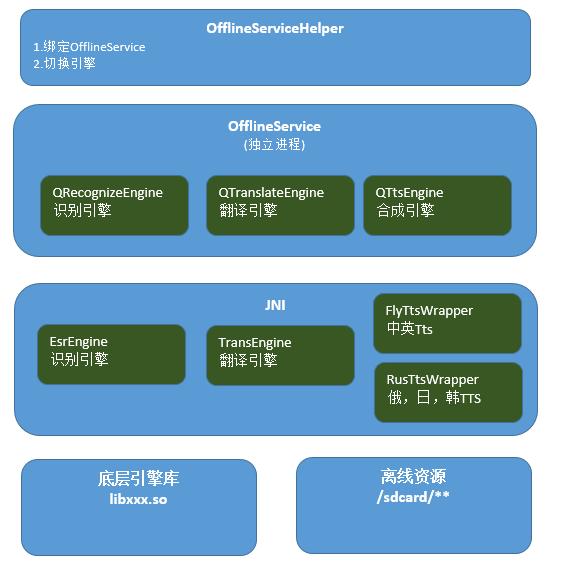 OfflineServiceHelper
1.绑定OfflineService
2.切换引擎
OfflineService
(独立进程)
QRecognizeEngine
识别引擎
QTranslateEngine
翻译引擎
QTtsEngine
合成引擎
JNI
EsrEngine
识别引擎
TransEngine
翻译引擎
FlyTtsWrapper
中英Tts
RusTtsWrapper
俄，日，韩TTS
底层引擎库
libxxx.so
离线资源
/sdcard/**